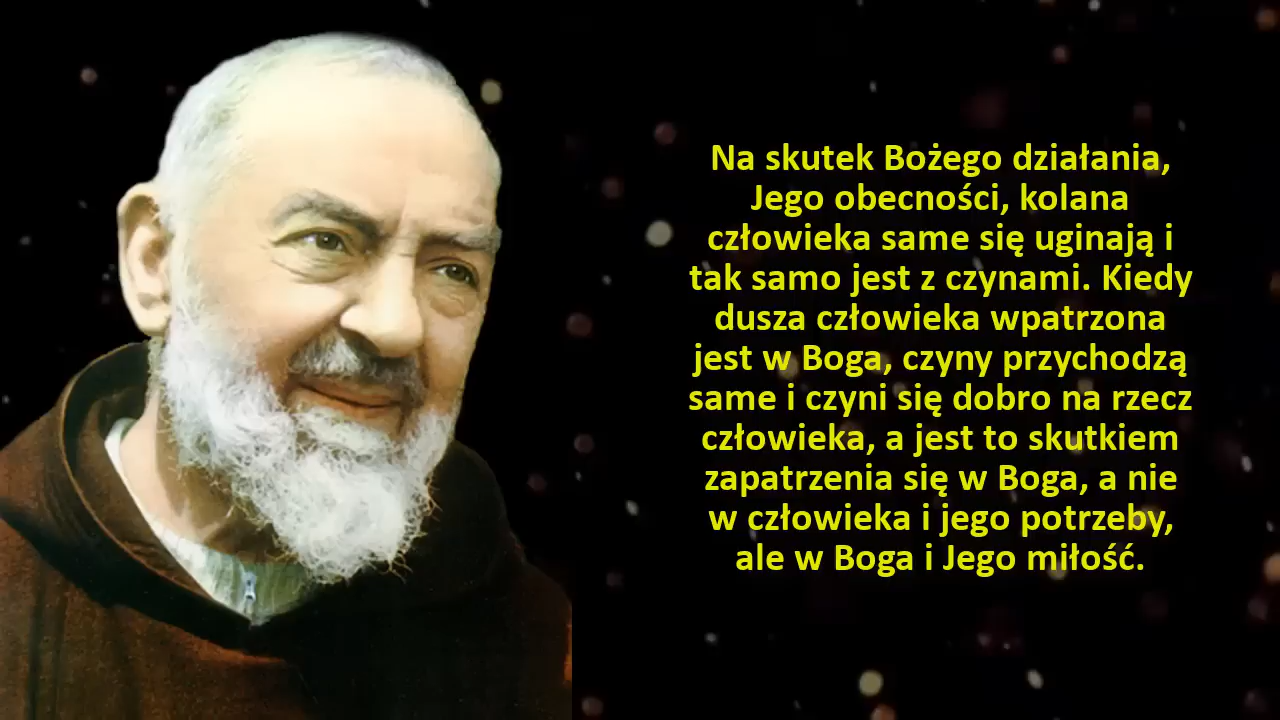 Na skutek Bożego działania,
Jego obecności, kolana
człowieka same się uginają i
tak samo jest z czynami. Kiedy
dusza człowieka wpatrzona
jest w Boga, czyny przychodzą
same i czyni się dobro na rzecz
człowieka, a jest to skutkiem
zapatrzenia się w Boga, a nie
w człowieka i jego potrzeby,
ale w Boga i Jego miłość.